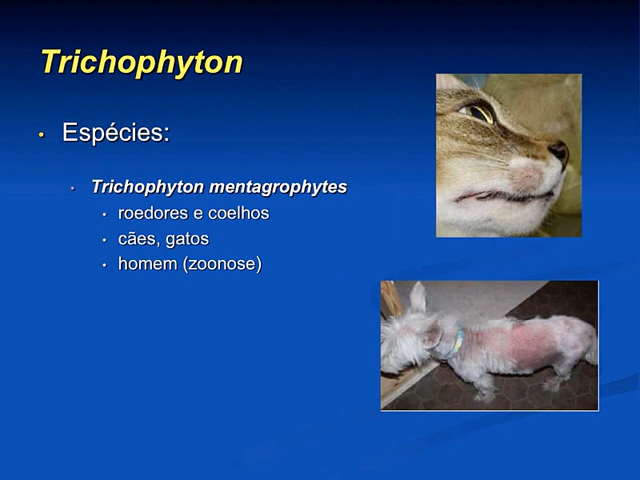 Trichophyton
• Espécies:
• Trichophyton mentagrophytes
• roedores e coelhos
• cães, gatos
• homem (zoonose)